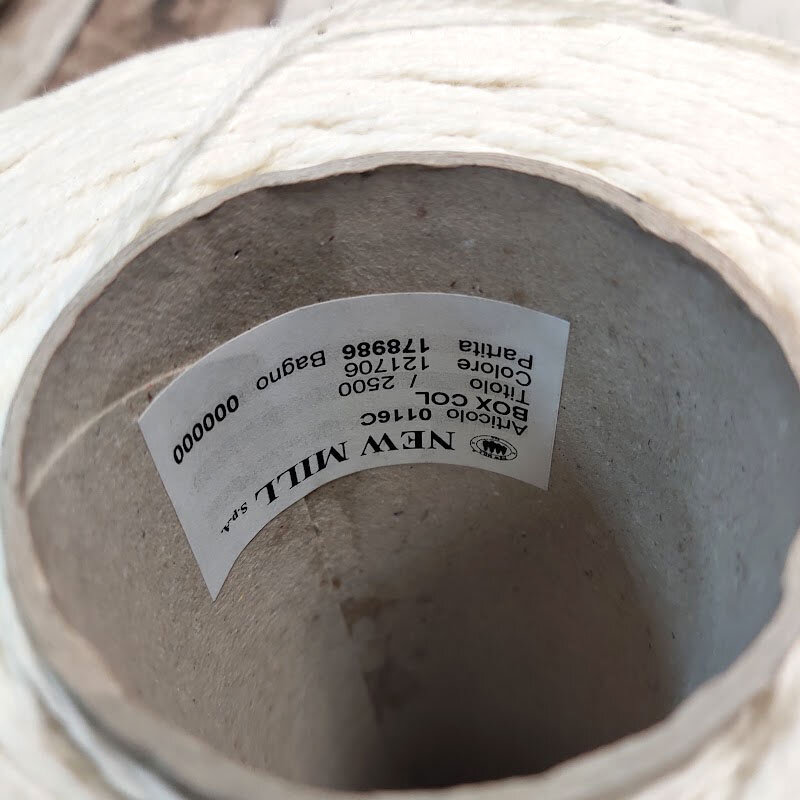 NEW MILL S.p.A.
Articolo 0116C
BOX COL
Titolo / 2500
Colore 121706 Bagno 000000
Partita 178986